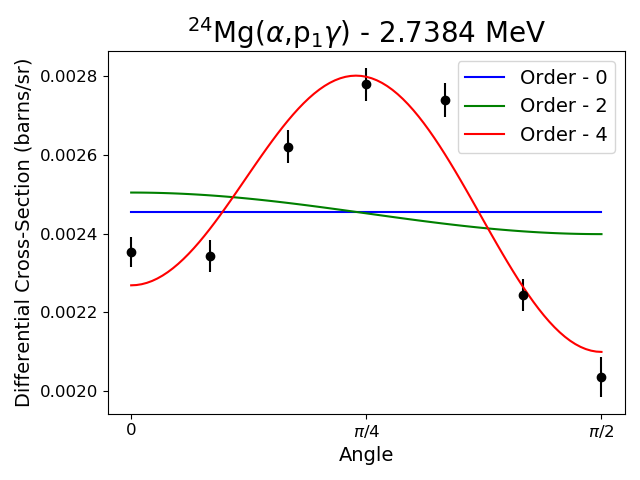 ²⁴Mg(α,p₁γ) - 2.7384 MeV
Differential Cross-Section (barns/sr)
0.0028
0.0026
0.0024
0.0022
0.0020
Order - 0
Order - 2
Order - 4
0
π/4
π/2
Angle